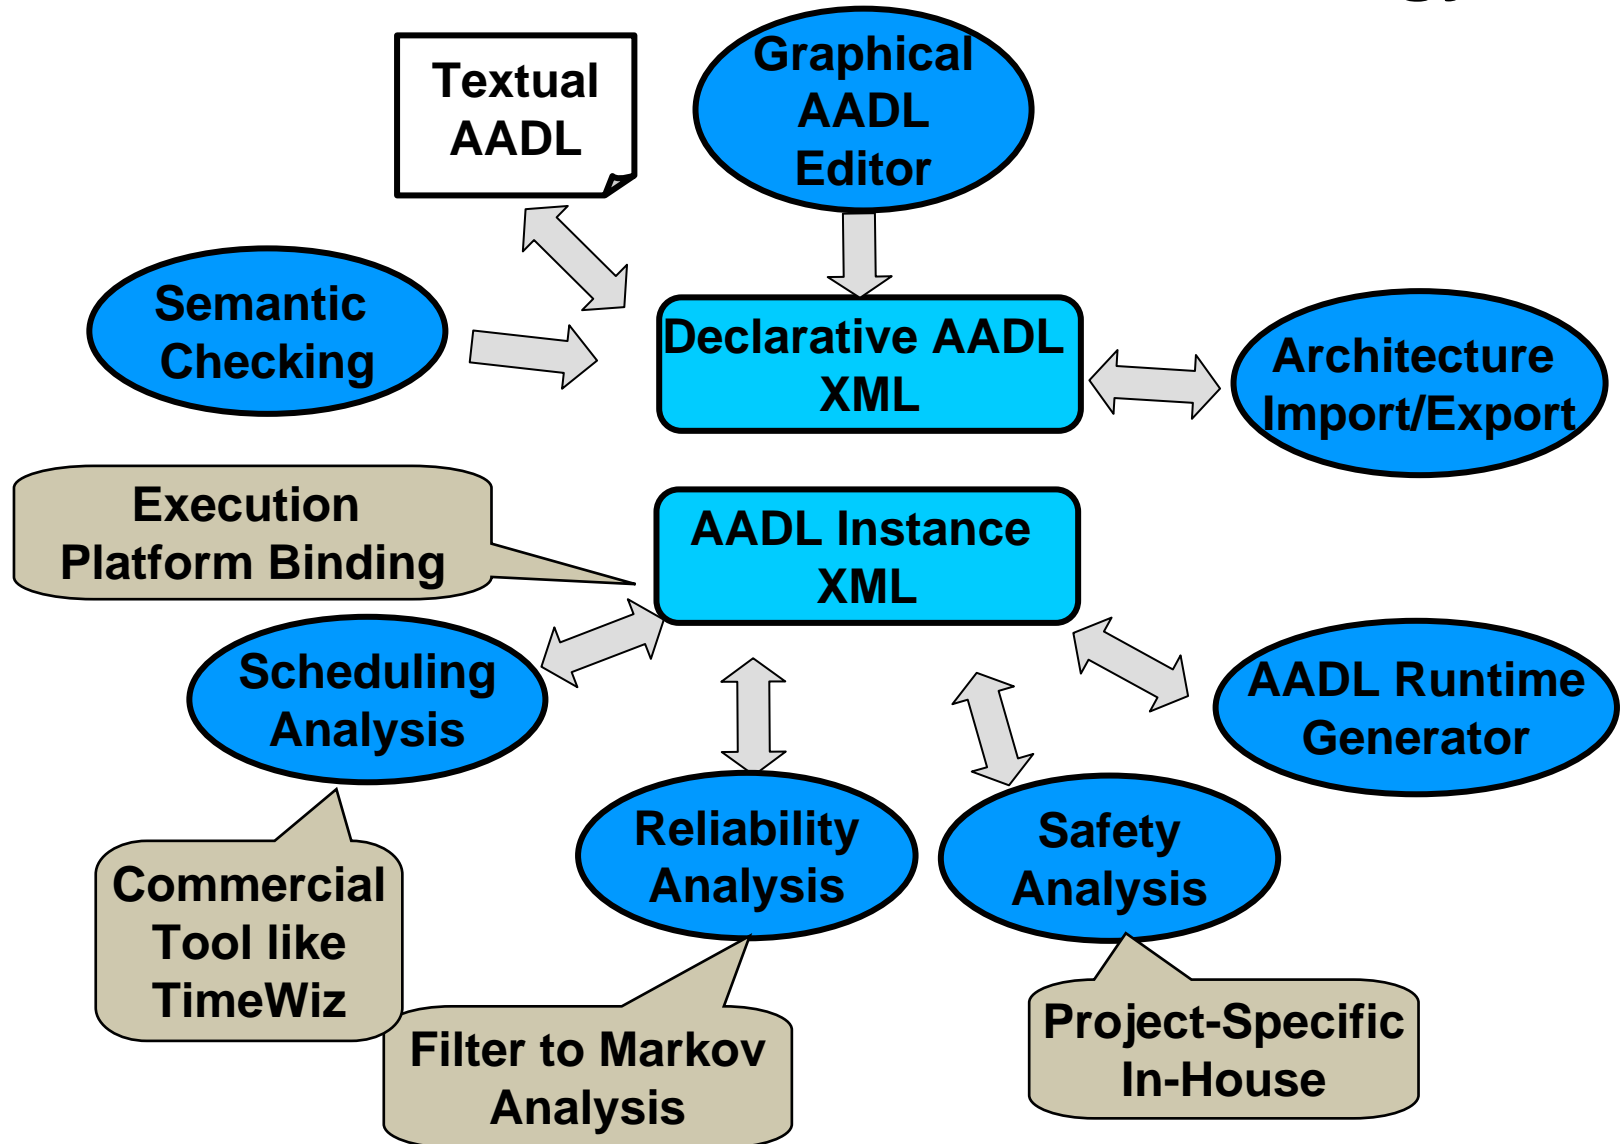 Textual
AADL
Graphical
AADL
Editor
Semantic
Checking
Declarative AADL
XML
Architecture
Import/Export
Execution
Platform Binding
AADL Instance
XML
Scheduling
Analysis
AADL Runtime
Generator
Reliability
Analysis
Safety
Analysis
Commercial
Tool like
TimeWiz
Filter to Markov
Analysis
Project-Specific
In-House